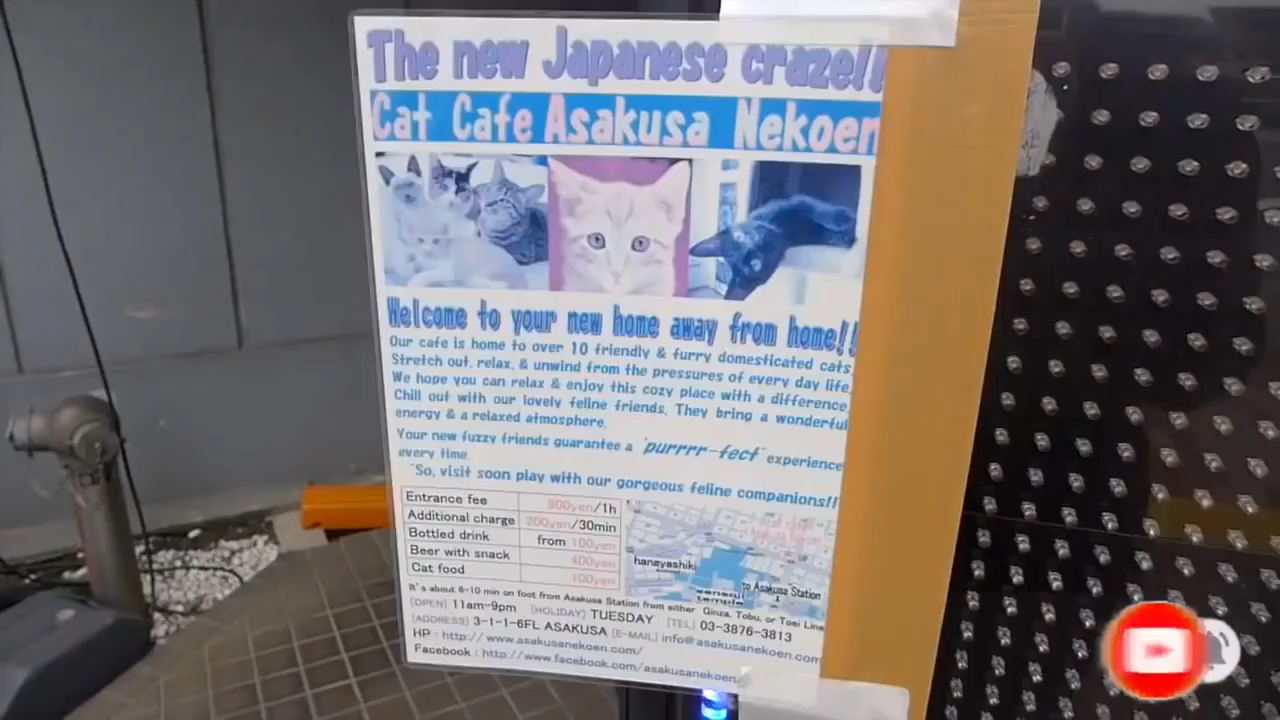 The new Japanese craze!!
Cat Cafe Asakusa Nekoen
Welcome to your new home away from home!!
Our cafe is home to over 10 friendly & furry domesticated cats.
Stretch out, relax, & unwind from the pressures of every day life.
We hope you can relax & enjoy this cozy place with a difference.
Chill out with our lovely feline friends. They bring a wonderful
energy & a relaxed atmosphere.
Your new fuzzy friends guarantee a "purrrr-fect" experience
every time.
"So, visit soon play with our gorgeous feline companions!!
Entrance fee 800yen/1h
Additional charge 200yen/30min
Bottled drink from 100yen
Beer with snack 400yen
Cat food 100yen
hanayashiki
to Asakusa Station
sensoji
temple
It's about 8-10 min on foot from Asakusa Station from either Ginza, Tobu, or Toei Line
(OPEN) 11am-9pm (HOLIDAY) TUESDAY (TEL) 03-3876-3813
(ADDRESS) 3-1-1-6FL ASAKUSA (E-MAIL) info@asakusanekoen.com
HP : http://www.asakusanekoen.com/
Facebook : http://www.facebook.com/asakusanekoen/